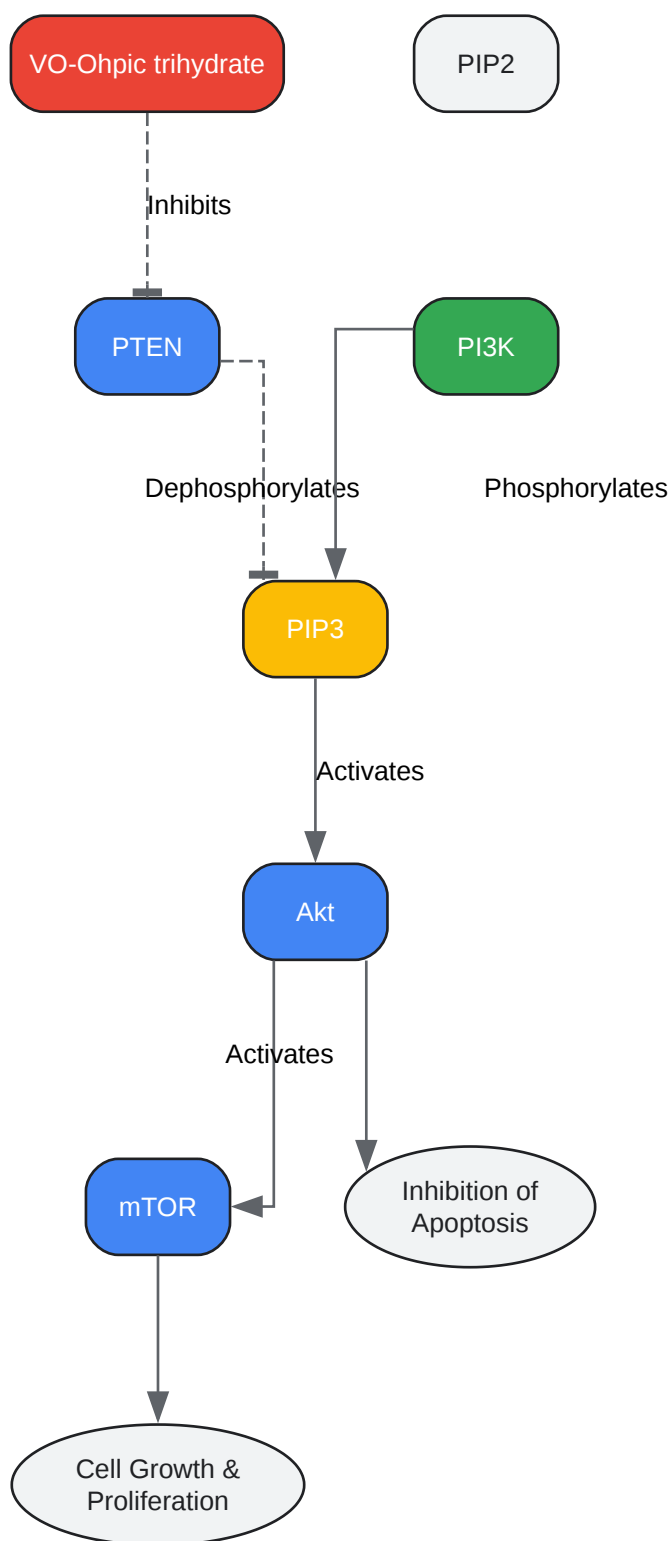 VO-Ohpic trihydrate
PIP2
Inhibits
PTEN
PI3K
Dephosphorylates
Phosphorylates
PIP3
Activates
Akt
Activates
mTOR
Inhibition of
Apoptosis
Cell Growth &
Proliferation